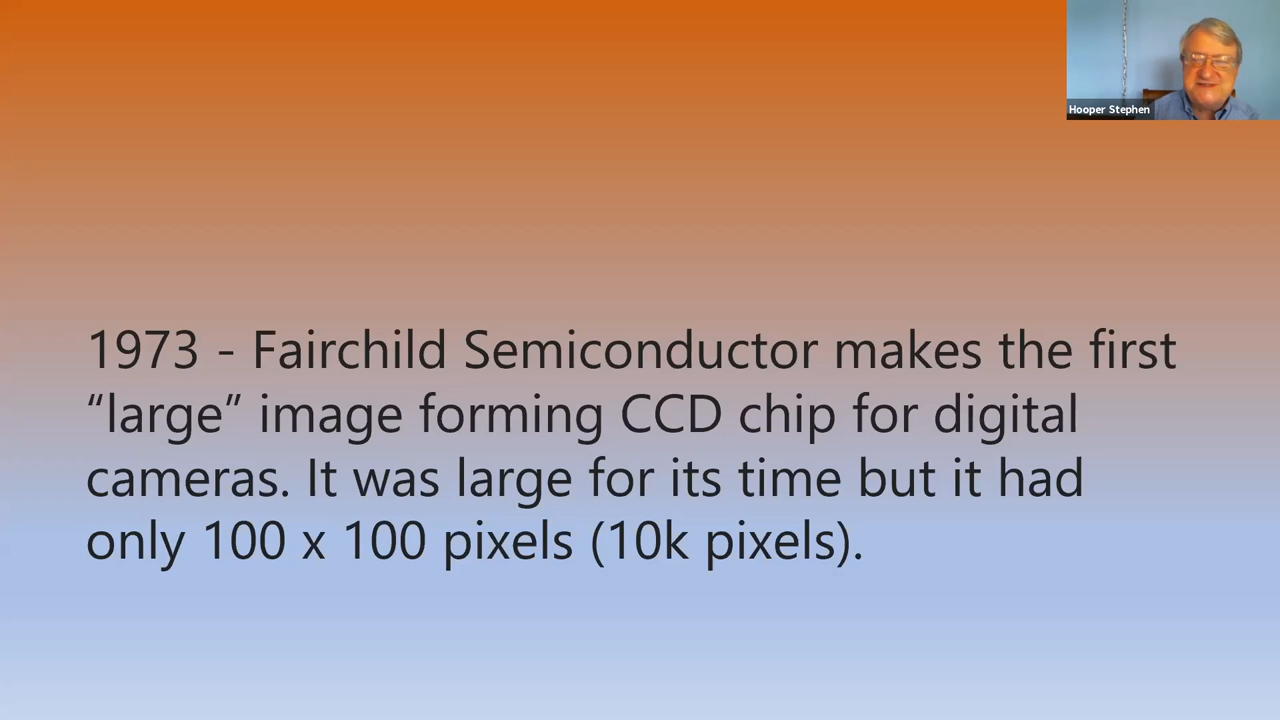 Hooper Stephen
1973 - Fairchild Semiconductor makes the first
“large” image forming CCD chip for digital
cameras. It was large for its time but it had
only 100 x 100 pixels (10k pixels).